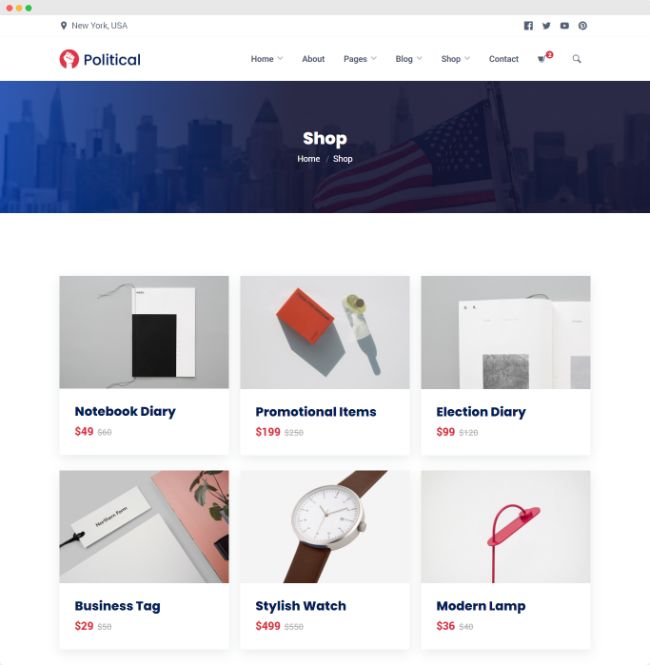 New York, USA
Political
Home
About
Pages
Blog
Shop
Contact
2
Shop
Home / Shop
Notebook Diary
$49 $60
Promotional Items
$199 $250
Election Diary
$99 $120
Northern Farm
Business Tag
$29 $50
Stylish Watch
$499 $550
Modern Lamp
$36 $40